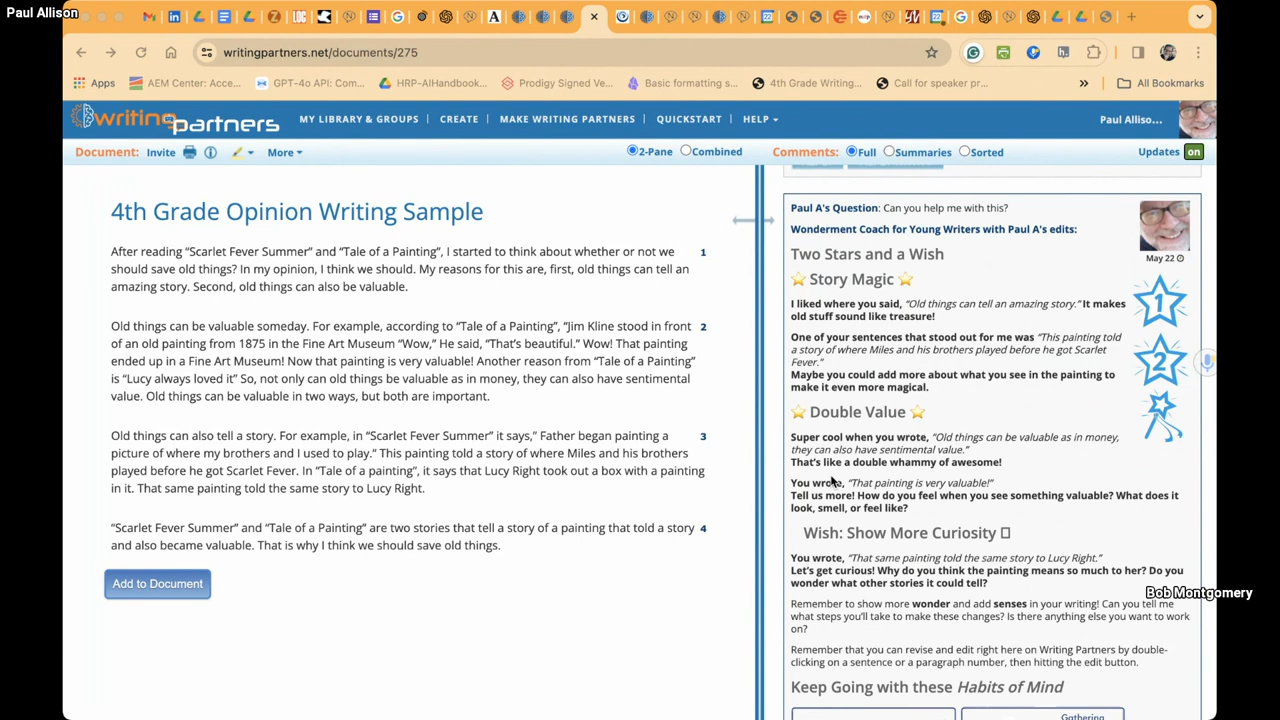 Paul Allison
LOG
22
22
writingpartners.net/documents/275
Apps
AEM Center: Acce...
GPT-4o API: Com...
HRP-AIHandbook...
Prodigy Signed Ve...
Basic formatting s...
4th Grade Writing...
Call for speaker pr...
»
All Bookmarks
writingpartners
MY LIBRARY & GROUPS
CREATE
MAKE WRITING PARTNERS
QUICKSTART
HELP
Paul Alliso...
Document:
Invite
More
2-Pane
Combined
Comments:
Full
Summaries
Sorted
Updates
on
4th Grade Opinion Writing Sample
After reading “Scarlet Fever Summer” and “Tale of a Painting”, I started to think about whether or not we 1
should save old things? In my opinion, I think we should. My reasons for this are, first, old things can tell an
amazing story. Second, old things can also be valuable.
Old things can be valuable someday. For example, according to “Tale of a Painting”, “Jim Kline stood in front 2
of an old painting from 1875 in the Fine Art Museum “Wow,” He said, “That’s beautiful.” Wow! That painting
ended up in a Fine Art Museum! Now that painting is very valuable! Another reason from “Tale of a Painting”
is “Lucy always loved it” So, not only can old things be valuable as in money, they can also have sentimental
value. Old things can be valuable in two ways, but both are important.
Old things can also tell a story. For example, in “Scarlet Fever Summer” it says,” Father began painting a 3
picture of where my brothers and I used to play.” This painting told a story of where Miles and his brothers
played before he got Scarlet Fever. In “Tale of a painting”, it says that Lucy Right took out a box with a painting
in it. That same painting told the same story to Lucy Right.
“Scarlet Fever Summer” and “Tale of a Painting” are two stories that tell a story of a painting that told a story 4
and also became valuable. That is why I think we should save old things.
Add to Document
Paul A's Question: Can you help me with this?
Wonderment Coach for Young Writers with Paul A's edits:
May 22
Two Stars and a Wish
Story Magic
1
I liked where you said, “Old things can tell an amazing story.” It makes
old stuff sound like treasure!
One of your sentences that stood out for me was “This painting told
a story of where Miles and his brothers played before he got Scarlet
Fever.”
2
Maybe you could add more about what you see in the painting to
make it even more magical.
Double Value
Super cool when you wrote, “Old things can be valuable as in money,
they can also have sentimental value.”
That’s like a double whammy of awesome!
You wrote, “That painting is very valuable!”
Tell us more! How do you feel when you see something valuable? What does it
look, smell, or feel like?
Wish: Show More Curiosity
You wrote, “That same painting told the same story to Lucy Right.”
Let’s get curious! Why do you think the painting means so much to her? Do you
wonder what other stories it could tell?
Bob Montgomery
Remember to show more wonder and add senses in your writing! Can you tell me
what steps you’ll take to make these changes? Is there anything else you want to work
on?
Remember that you can revise and edit right here on Writing Partners by double-
clicking on a sentence or a paragraph number, then hitting the edit button.
Keep Going with these Habits of Mind
Gathering